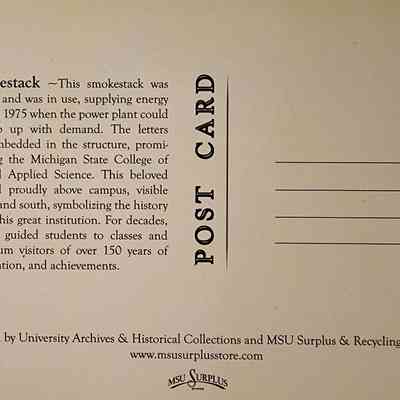 estack ~This smokestack was
and was in use, supplying energy
1975 when the power plant could
p up with demand. The letters
mbedded in the structure, promi-
ng the Michigan State College of
d Applied Science. This beloved
d proudly above campus, visible
and south, symbolizing the history
his great institution. For decades,
guided students to classes and
um visitors of over 150 years of
tion, and achievements.
POST CARD
d by University Archives & Historical Collections and MSU Surplus & Recycling
www.msusurplusstore.com
MSU SURPLUS